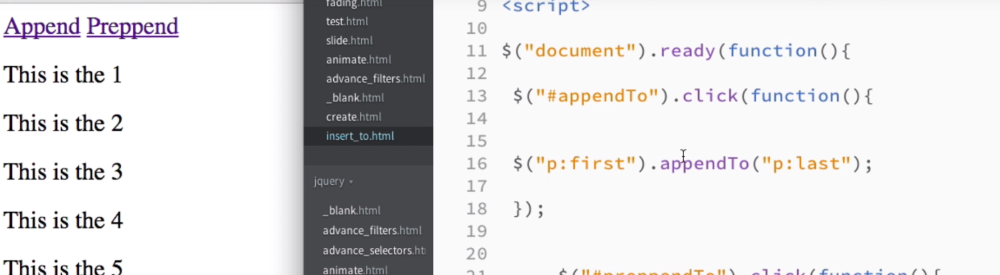 Append Preppend
This is the 1
This is the 2
This is the 3
This is the 4
This is the 5
fading.html
test.html
slide.html
animate.html
advance_filters.html
_blank.html
create.html
insert_to.html
jquery
_blank.html
advance_filters.html
advance_selectors.ht
animate.html
9 <script>
10
11 $("document").ready(function(){
12
13 $("#appendTo").click(function(){
14
15
16 $("p:first").appendTo("p:last");
17
18 });
19
20
21 $("#preppendTo").click(function(){